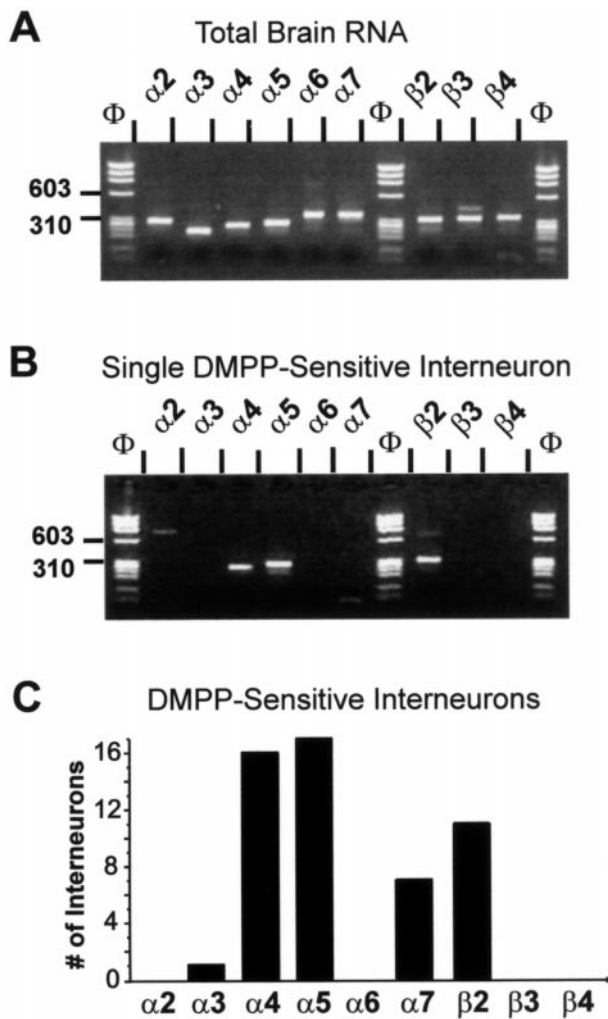 A
Total Brain RNA
Φ α2 α3 α4 α5 α6 α7 Φ β2 β3 β4 Φ
603
310
B
Single DMPP-Sensitive Interneuron
Φ α2 α3 α4 α5 α6 α7 Φ β2 β3 β4 Φ
603
310
C
DMPP-Sensitive Interneurons
# of Interneurons
16
12
8
4
0
α2 α3 α4 α5 α6 α7 β2 β3 β4